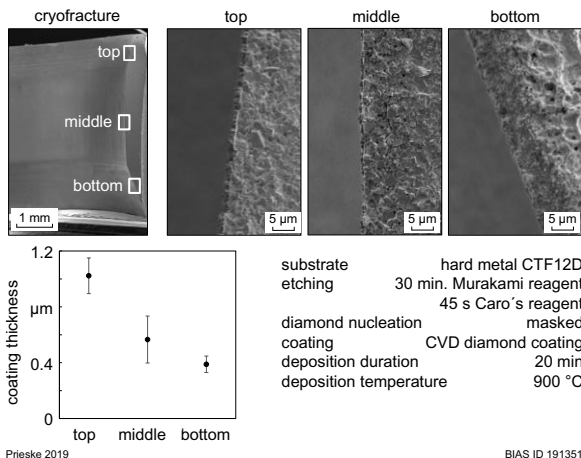 cryofracture
top
middle
bottom
top
middle
bottom
1 mm
5 µm
5 µm
5 µm
1.2
µm
0.4
0
coating thickness
top
middle
bottom
substrate hard metal CTF12D
etching 30 min. Murakami reagent
45 s Caro´s reagent
diamond nucleation masked
coating CVD diamond coating
deposition duration 20 min
deposition temperature 900 °C
Prieske 2019
BIAS ID 191351